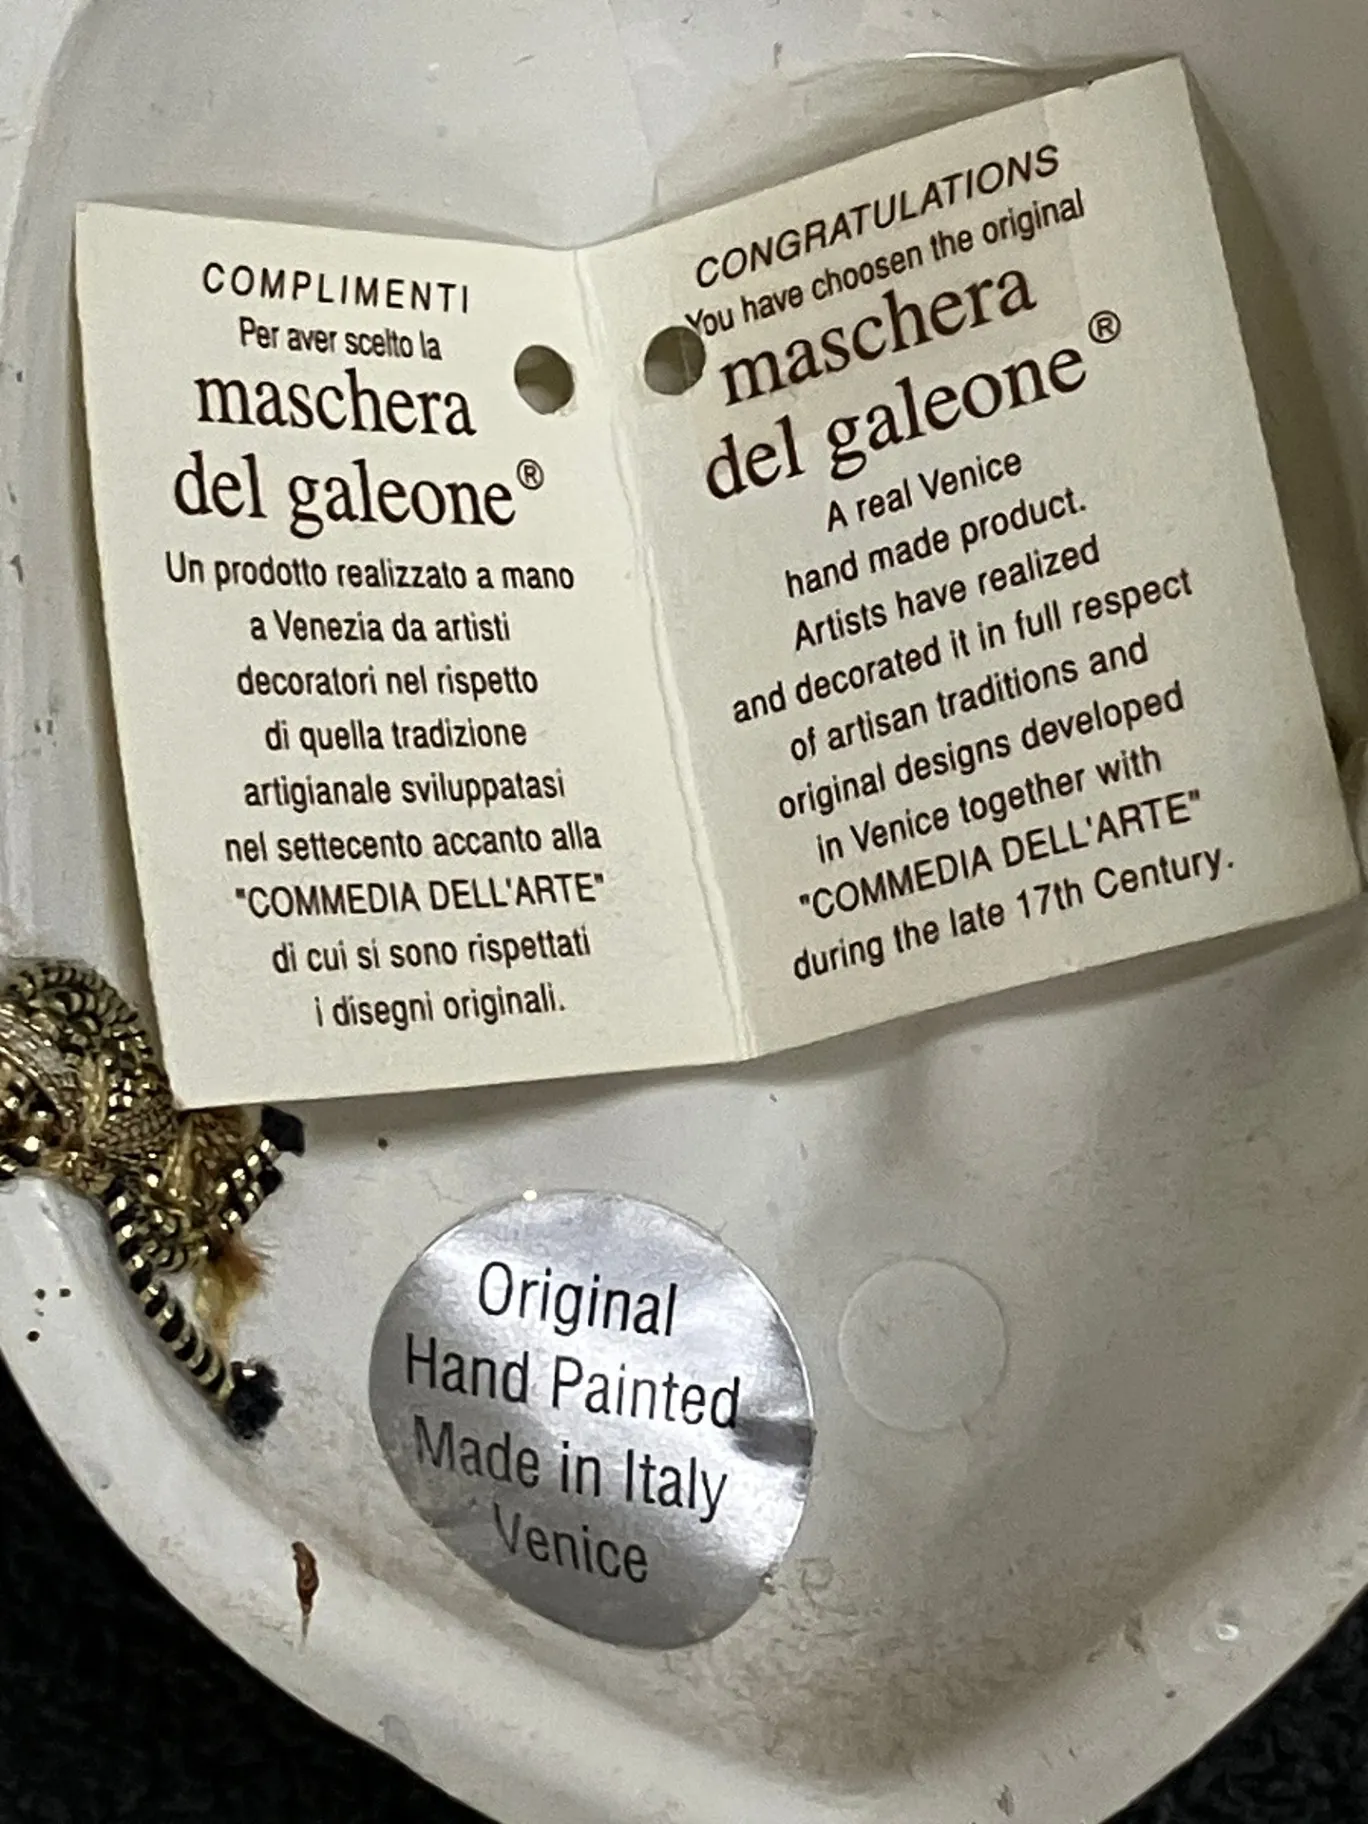 COMPLIMENTI
Per aver scelto la
maschera
del galeone®
Un prodotto realizzato a mano
a Venezia da artisti
decoratori nel rispetto
di quella tradizione
artigianale sviluppatasi
nel settecento accanto alla
"COMMEDIA DELL'ARTE"
di cui si sono rispettati
i disegni originali.
CONGRATULATIONS
You have choosen the original
maschera
del galeone®
A real Venice
hand made product.
Artists have realized
and decorated it in full respect
of artisan traditions and
original designs developed
in Venice together with
"COMMEDIA DELL'ARTE"
during the late 17th Century.
Original
Hand Painted
Made in Italy
Venice